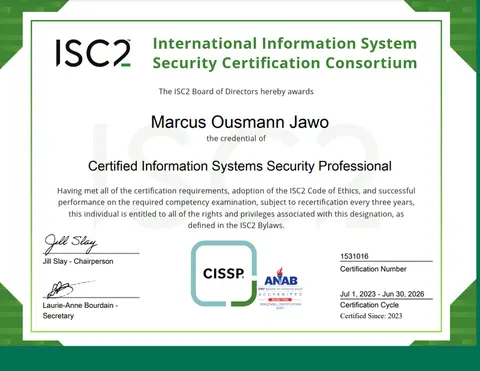 ISC2
International Information System
Security Certification Consortium
The ISC2 Board of Directors hereby awards
Marcus Ousmann Jawo
the credential of
Certified Information Systems Security Professional
Having met all of the certification requirements, adoption of the ISC2 Code of Ethics, and successful
performance on the required competency examination, subject to recertification every three years,
this individual is entitled to all of the rights and privileges associated with this designation, as
defined in the ISC2 Bylaws.
Jill Slay
Jill Slay - Chairperson
Laurie-Anne Bourdain -
Secretary
CISSP
ANAB
ACCREDITED
1531016
Certification Number
Jul 1, 2023 - Jun 30, 2026
Certification Cycle
Certified Since: 2023